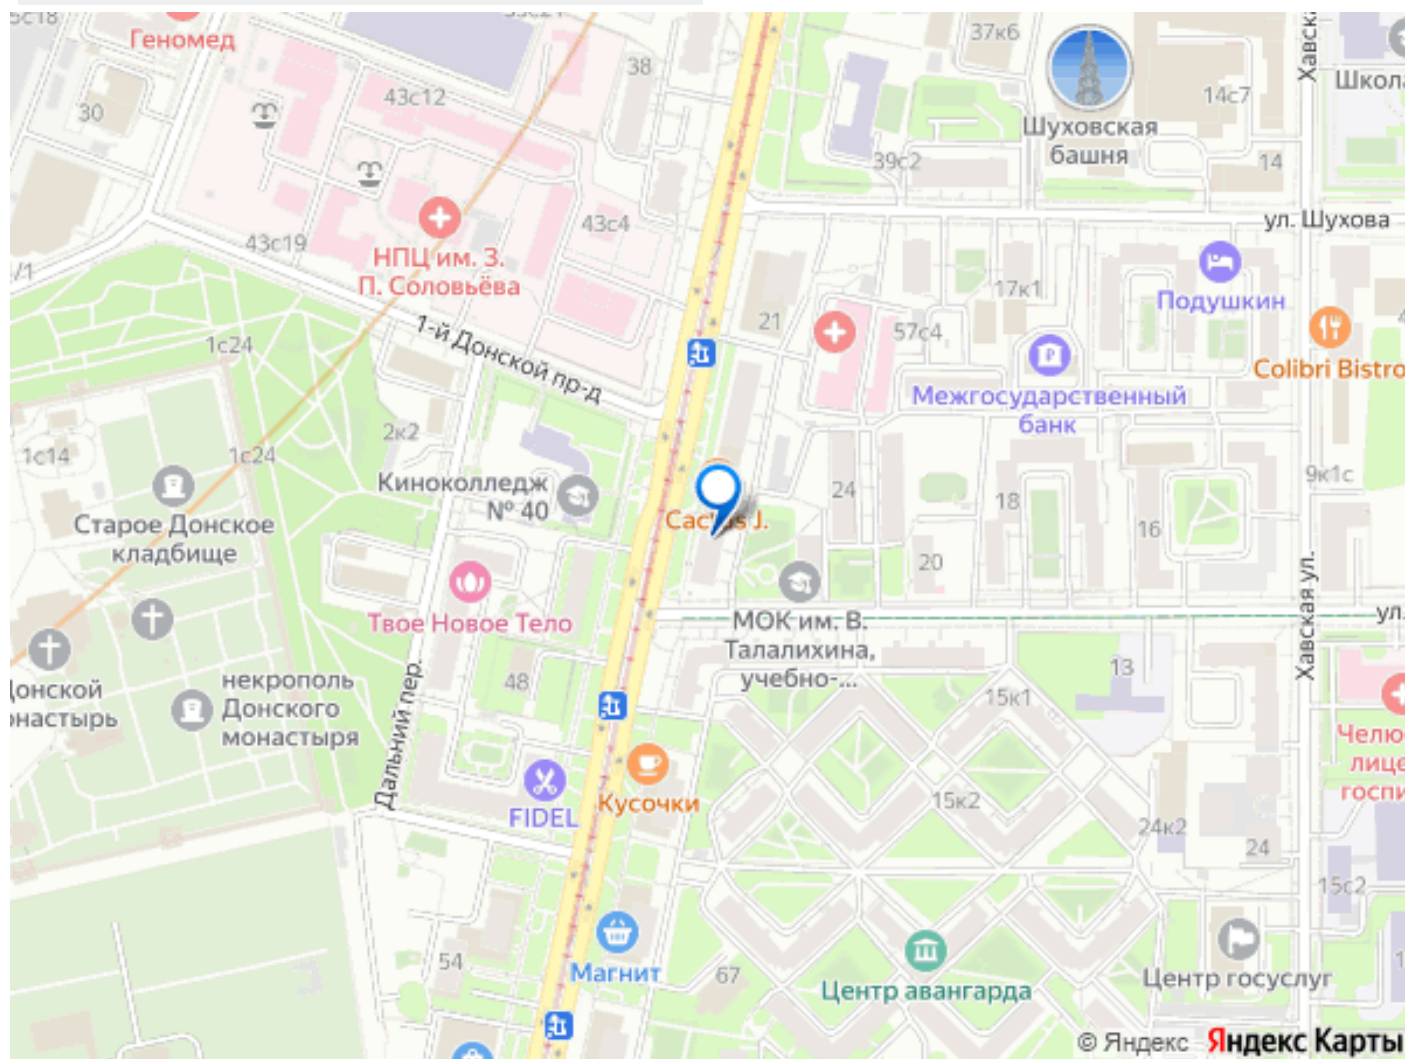 Геномед
37к6
Хавска
Школа
38
43с12
30
14с7
Шуховская
башня
39с2
14
43с4
ул. Шухова
43с19
НПЦ им. З.
П. Соловьёва
/1
17к1
Подушкин
21
57с4
1с24
1-й Донской пр-д
Colibri Bistro
Межгосударственный
банк
2к2
1с14
1с24
Киноколледж
№ 40
24
9к1с
18
Старое Донское
кладбище
Cactus J.
16
20
Твое Новое Тело
МОК им. В.
Талалихина,
учебно-...
ул.
Хавская ул.
13
48
15к1
некрополь
Донского
монастыря
Дальний пер.
FIDEL
Кусочки
15к2
24к2
24
15с2
54
Магнит
67
Центр авангарда
Центр госуслуг
© Яндекс Яндекс Карты